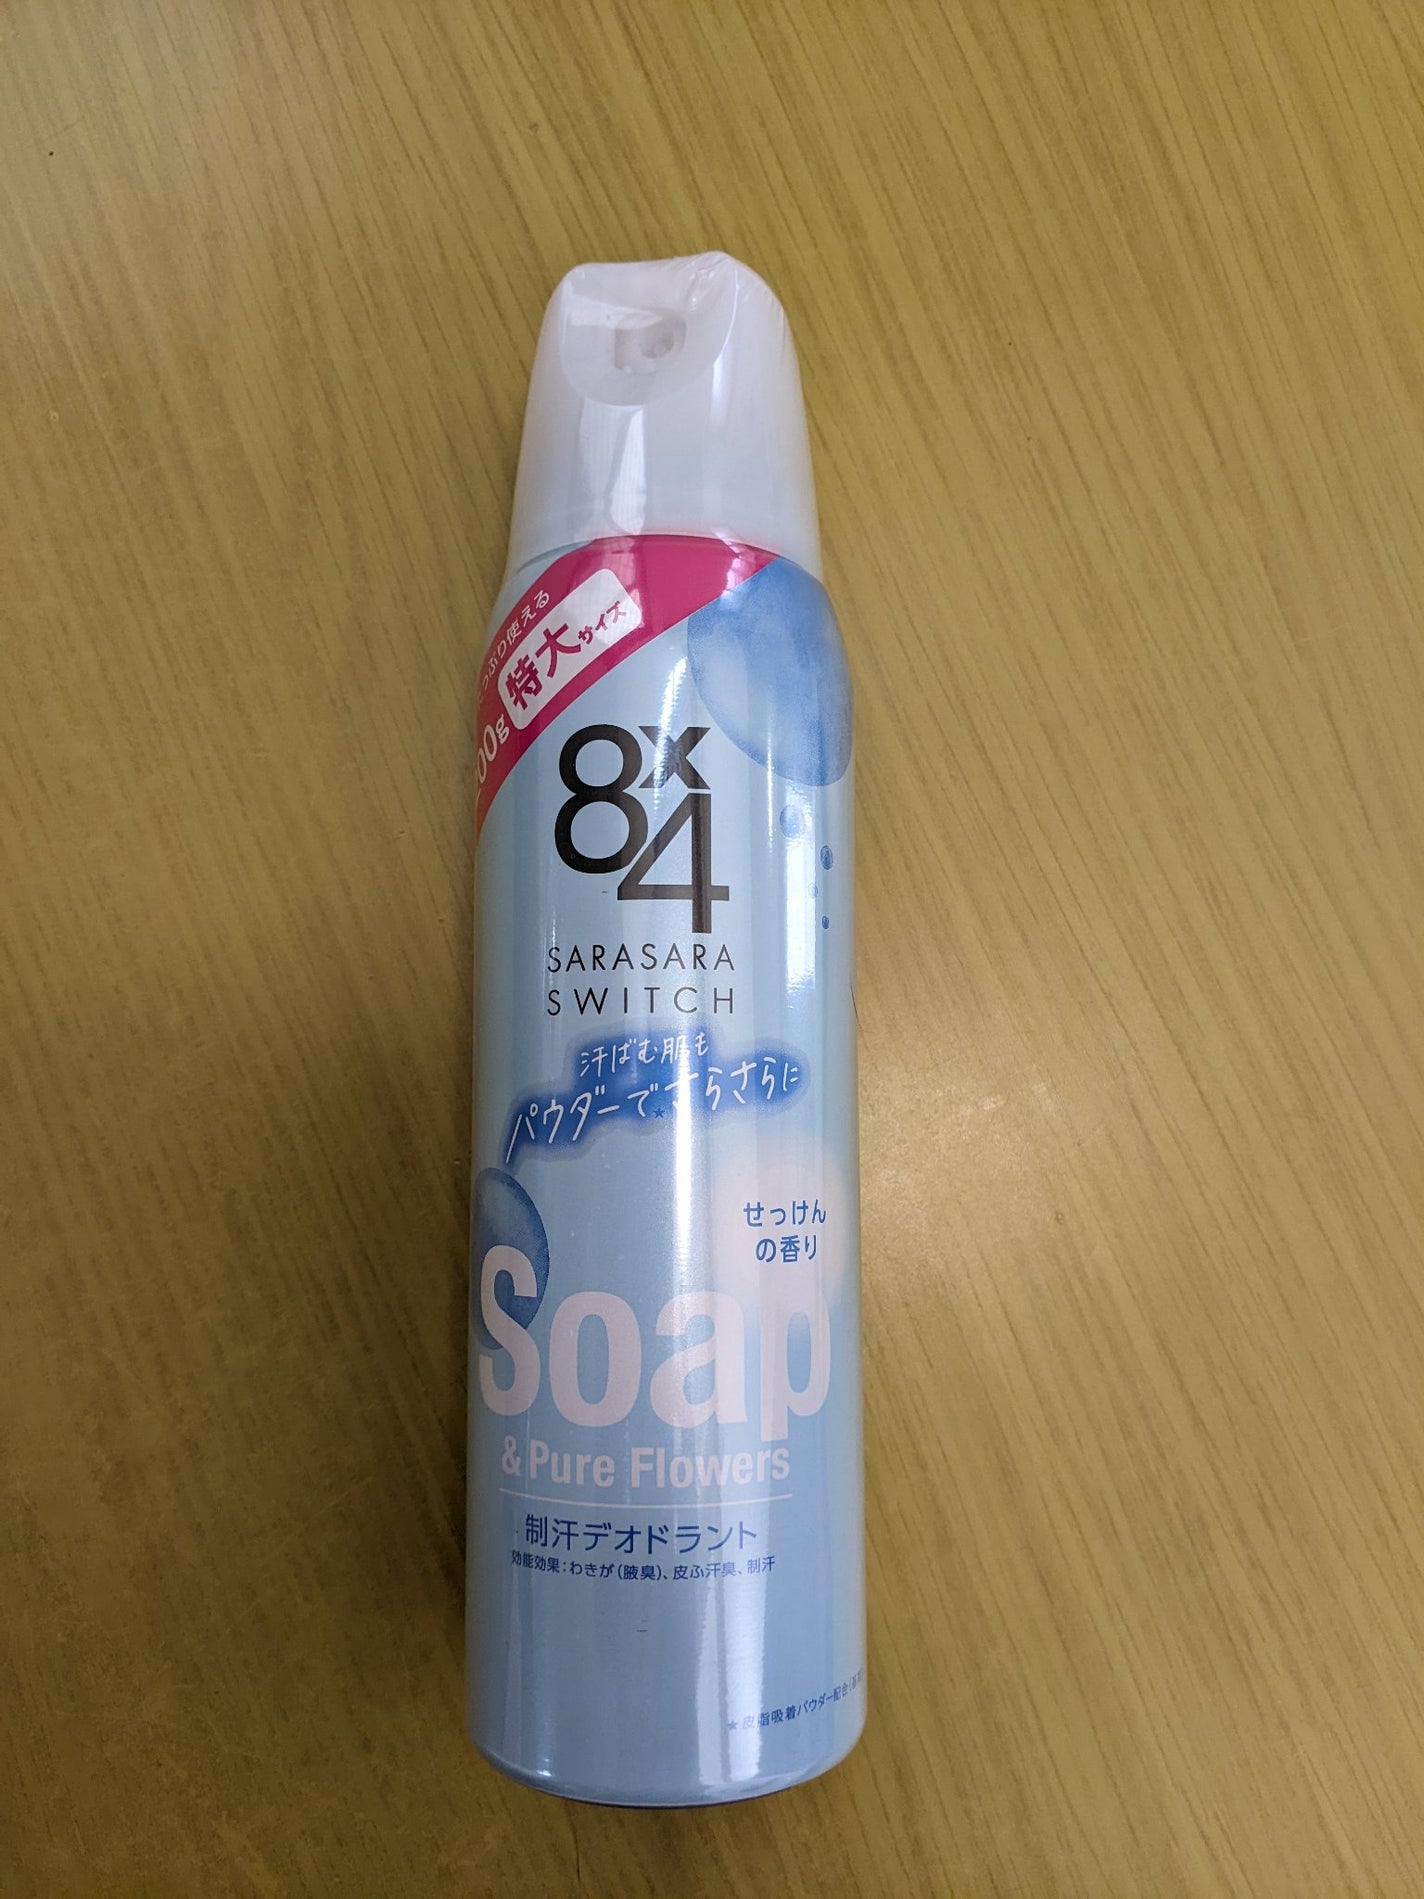 たっぷり使える
特大サイズ
00g
8x4
SARASARA
SWITCH
汗ばむ肌も
パウダーで★さらさらに
せっけん
の香り
Soap
& Pure Flowers
制汗デオドラント
効能効果：わきが（腋臭）、皮ふ汗臭、制汗
★皮脂吸着パウダー配合